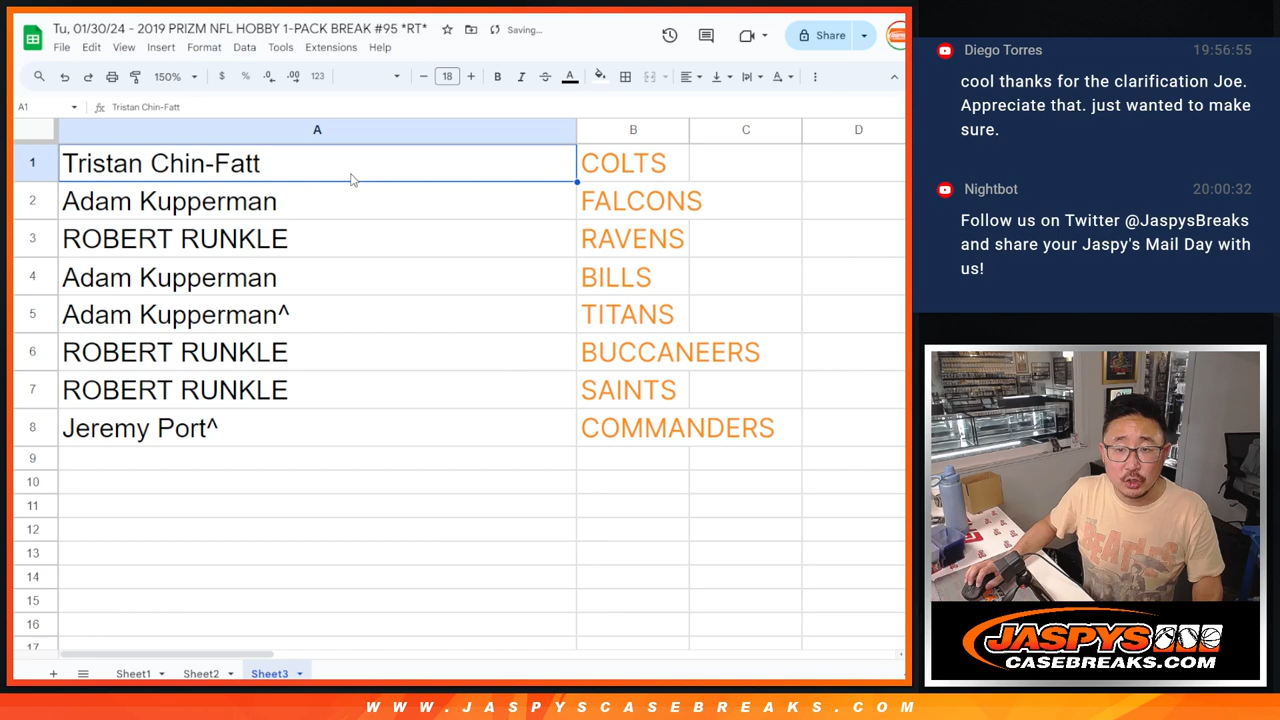 Tu, 01/30/24 - 2019 PRIZM NFL HOBBY 1-PACK BREAK #95 *RT*
Saving...
File Edit View Insert Format Data Tools Extensions Help
Share
150% $ % .0 .00 123 18 B I A
A1 fx Tristan Chin-Fatt
A B C D
1 Tristan Chin-Fatt COLTS
2 Adam Kupperman FALCONS
3 ROBERT RUNKLE RAVENS
4 Adam Kupperman BILLS
5 Adam Kupperman^ TITANS
6 ROBERT RUNKLE BUCCANEERS
7 ROBERT RUNKLE SAINTS
8 Jeremy Port^ COMMANDERS
9
10
11
12
13
14
15
16
17
Sheet1 Sheet2 Sheet3
Diego Torres 19:56:55
cool thanks for the clarification Joe.
Appreciate that. just wanted to make
sure.
Nightbot 20:00:32
Follow us on Twitter @JaspysBreaks
and share your Jaspy's Mail Day with
us!
BEATLES
JASPYS
CASEBREAKS.COM
WWW.JASPYSCASEBREAKS.COM